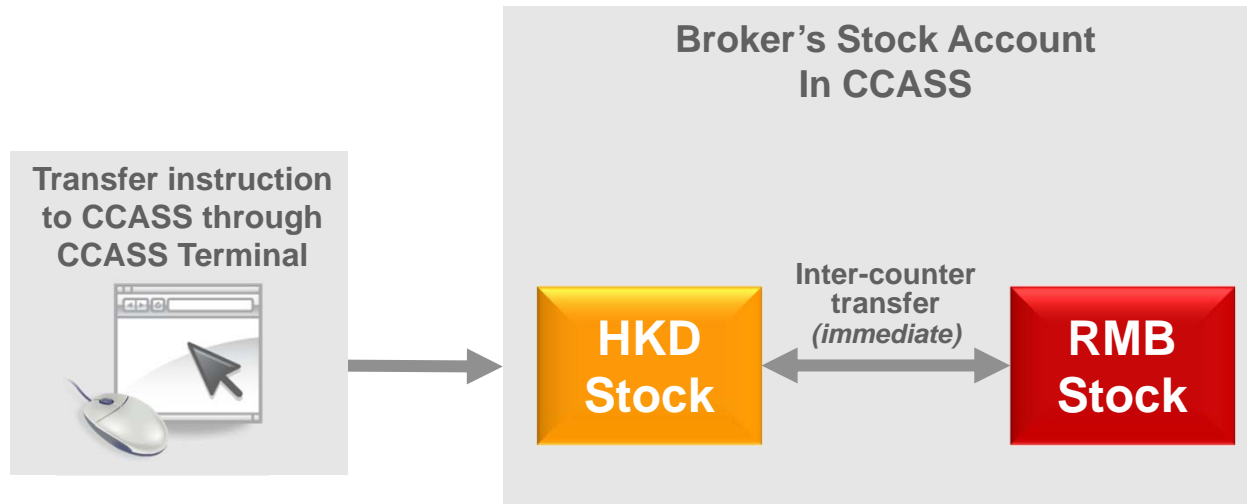 Broker’s Stock Account
In CCASS
Transfer instruction
to CCASS through
CCASS Terminal
Inter-counter
transfer
(immediate)
HKD
Stock
RMB
Stock